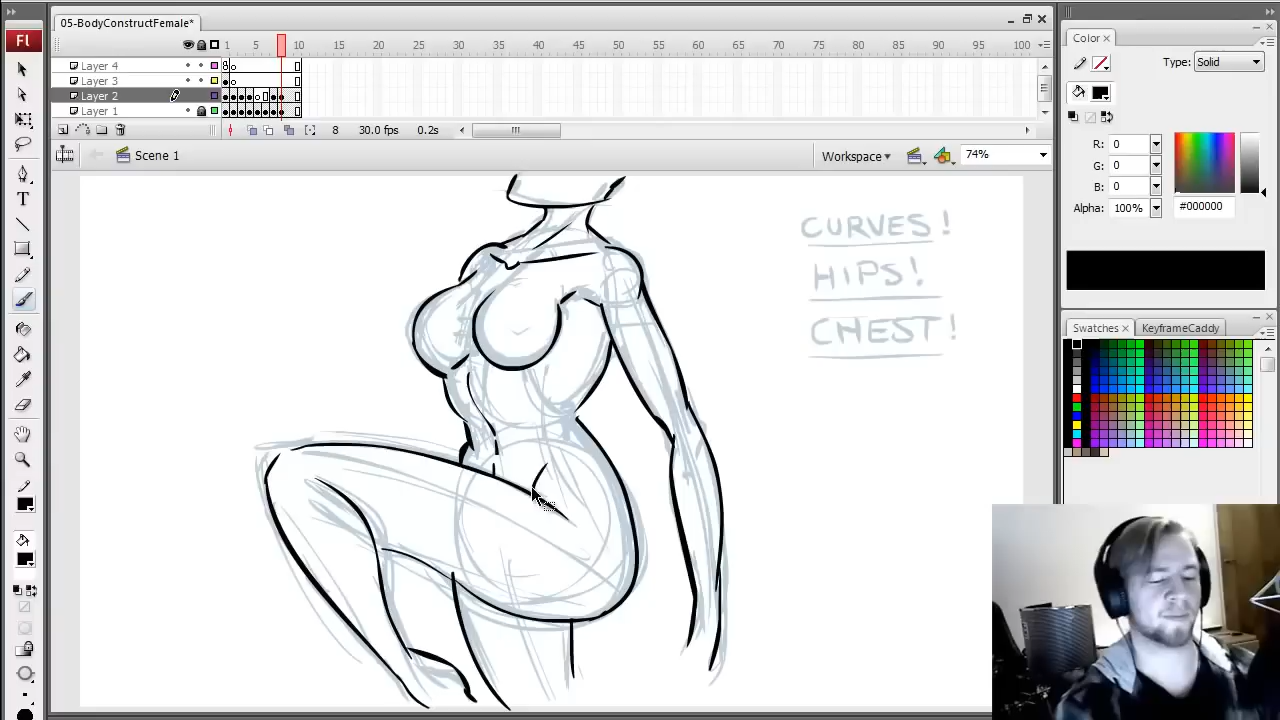 Fl
05-BodyConstructFemale*
1 5 10 15 20 25 30 35 40 45 50 55 60 65 70 75 80 85 90 95 100
Layer 4
Layer 3
Layer 2
Layer 1
8 30.0 fps 0.2s
Scene 1
Workspace
74%
CURVES!
HIPS!
CHEST!
Color
Type: Solid
R: 0
G: 0
B: 0
Alpha: 100%
#000000
Swatches KeyframeCaddy